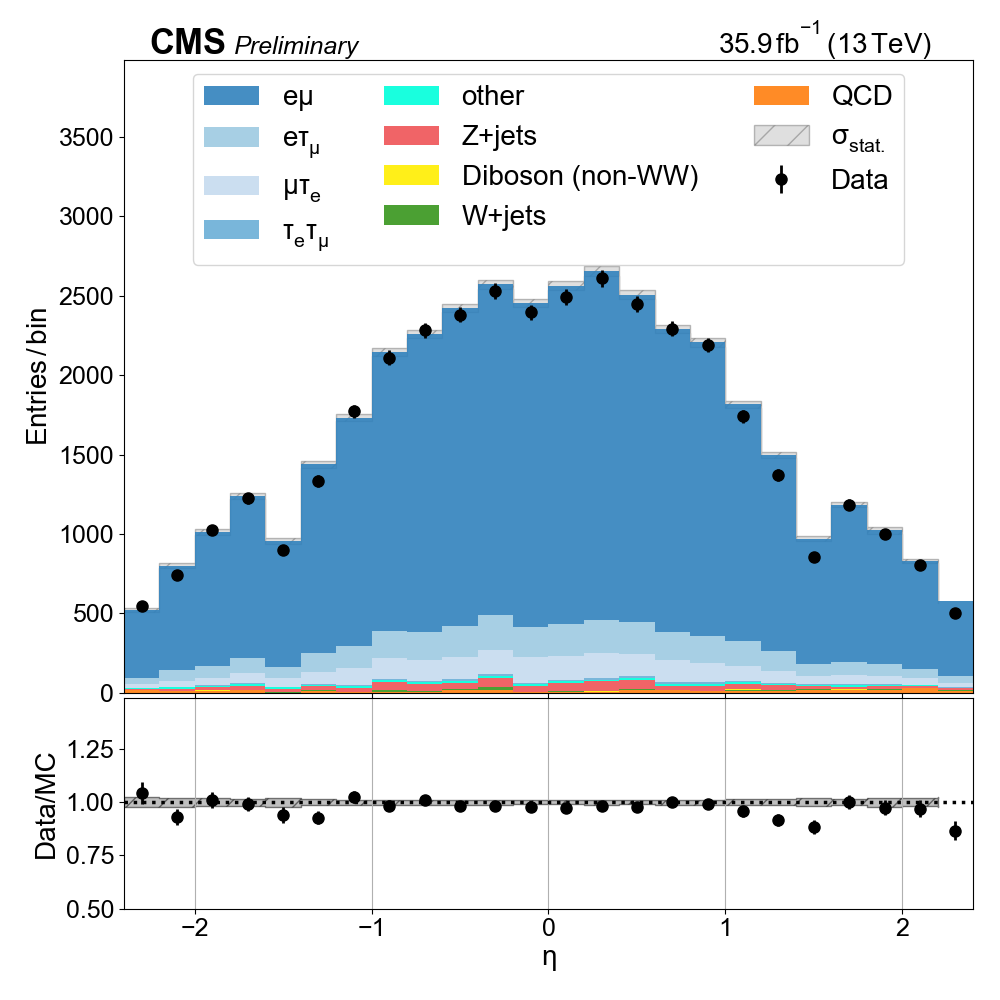 CMS Preliminary
35.9 fb⁻¹ (13 TeV)
eμ
eτμ
μτe
τeτμ
other
Z+jets
Diboson (non-WW)
W+jets
QCD
σstat.
Data
Entries / bin
3500
3000
2500
2000
1500
1000
500
0
Data/MC
1.25
1.00
0.75
0.50
−2
−1
0
1
2
η